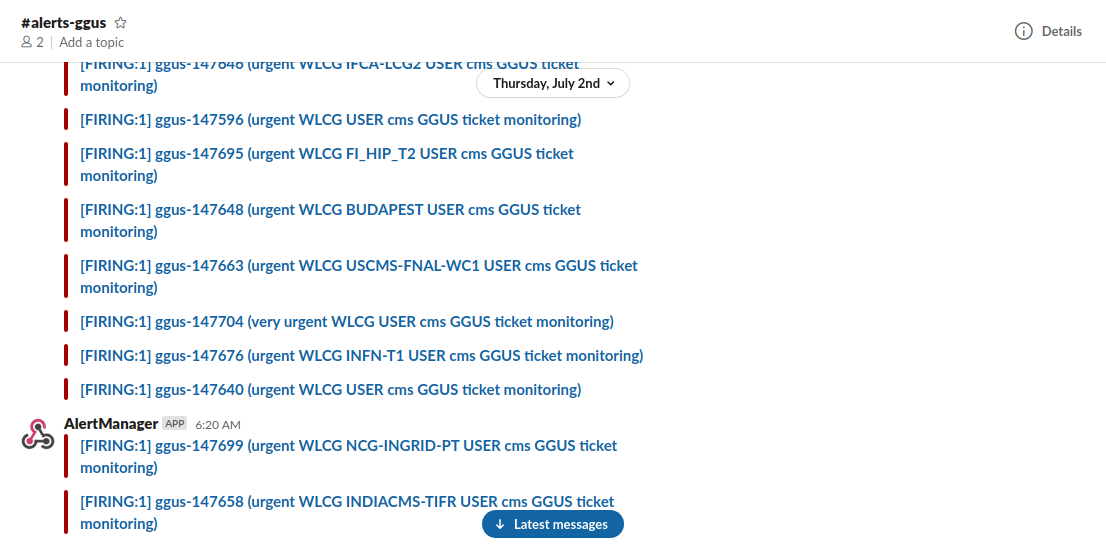 #alerts-ggus
2 Add a topic
Details
[FIRING:1] ggus-147646 (urgent WLCG IFCA-LCG2 USER cms GGUS ticket
monitoring)
Thursday, July 2nd
[FIRING:1] ggus-147596 (urgent WLCG USER cms GGUS ticket monitoring)
[FIRING:1] ggus-147695 (urgent WLCG FI_HIP_T2 USER cms GGUS ticket
monitoring)
[FIRING:1] ggus-147648 (urgent WLCG BUDAPEST USER cms GGUS ticket
monitoring)
[FIRING:1] ggus-147663 (urgent WLCG USCMS-FNAL-WC1 USER cms GGUS ticket
monitoring)
[FIRING:1] ggus-147704 (very urgent WLCG USER cms GGUS ticket monitoring)
[FIRING:1] ggus-147676 (urgent WLCG INFN-T1 USER cms GGUS ticket monitoring)
[FIRING:1] ggus-147640 (urgent WLCG USER cms GGUS ticket monitoring)
AlertManager APP 6:20 AM
[FIRING:1] ggus-147699 (urgent WLCG NCG-INGRID-PT USER cms GGUS ticket
monitoring)
[FIRING:1] ggus-147658 (urgent WLCG INDIACMS-TIFR USER cms GGUS ticket
monitoring)
Latest messages